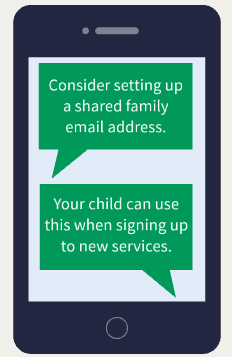 Consider setting up
a shared family
email address.
Your child can use
this when signing up
to new services.